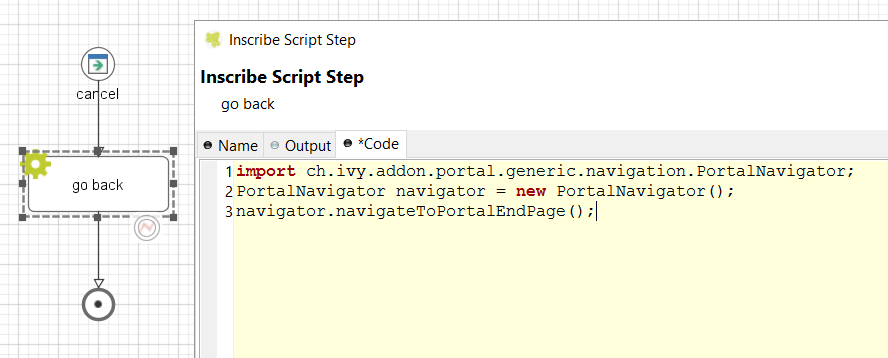 Inscribe Script Step
Inscribe Script Step
go back
cancel
go back
Name Output *Code
1 import ch.ivy.addon.portal.generic.navigation.PortalNavigator;
2 PortalNavigator navigator = new PortalNavigator();
3 navigator.navigateToPortalEndPage();